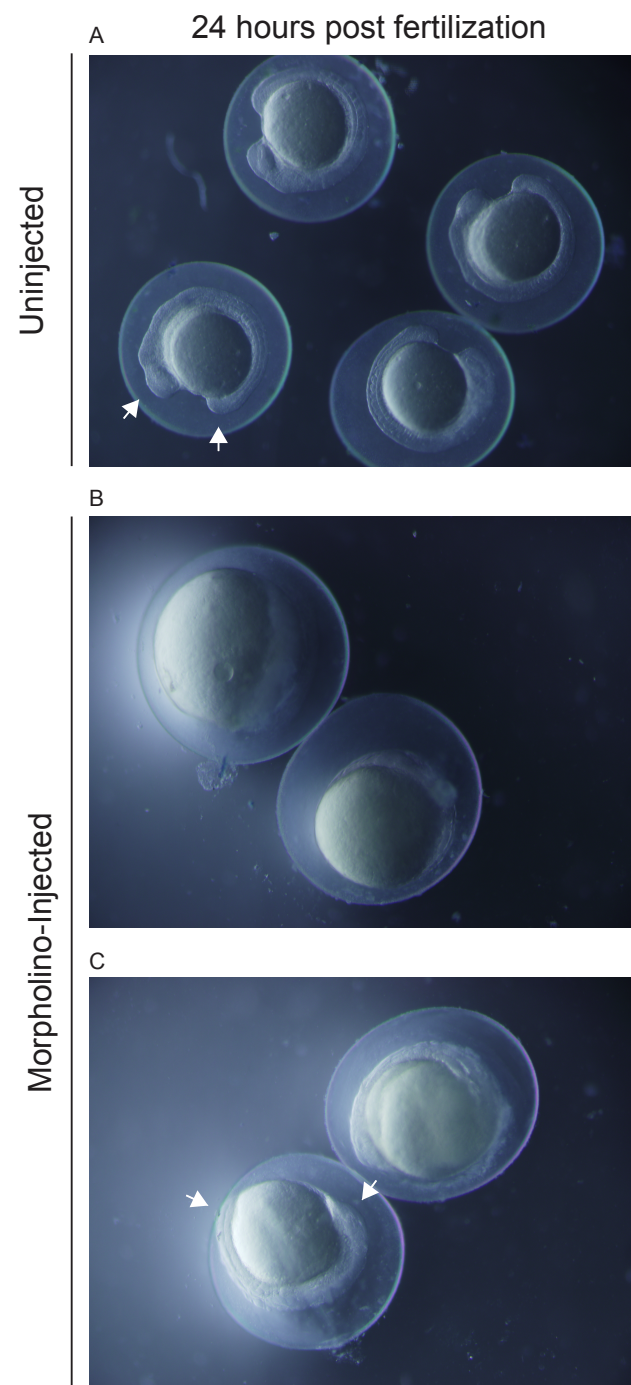 24 hours post fertilization
A
Uninjected
B
Morpholino-Injected
C